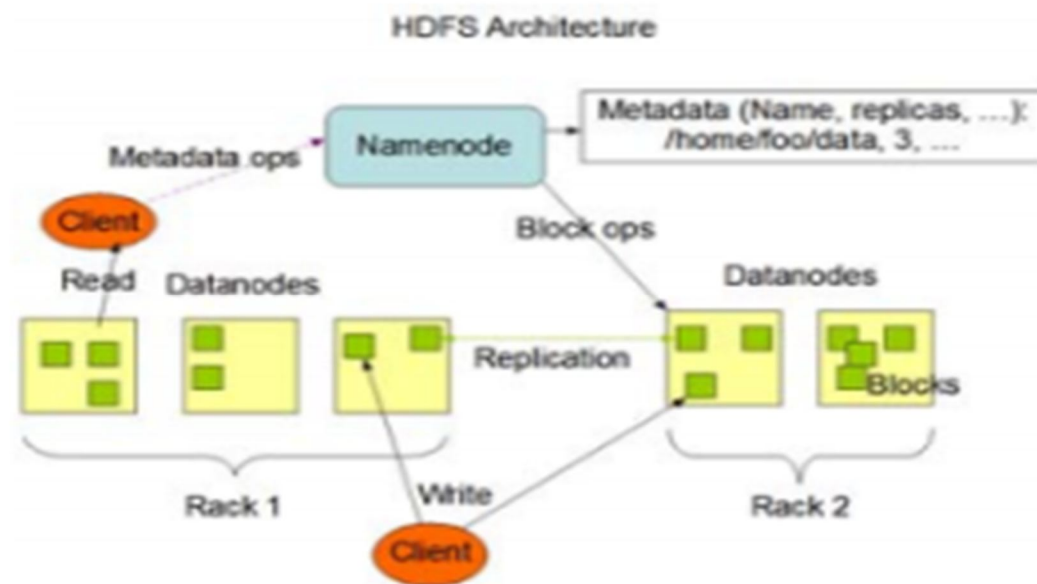 HDFS Architecture
Metadata (Name, replicas, ...):
/home/foo/data, 3, ...
Namenode
Metadata ops
Client
Block ops
Read
Datanodes
Datanodes
Replication
Blocks
Rack 1
Write
Rack 2
Client